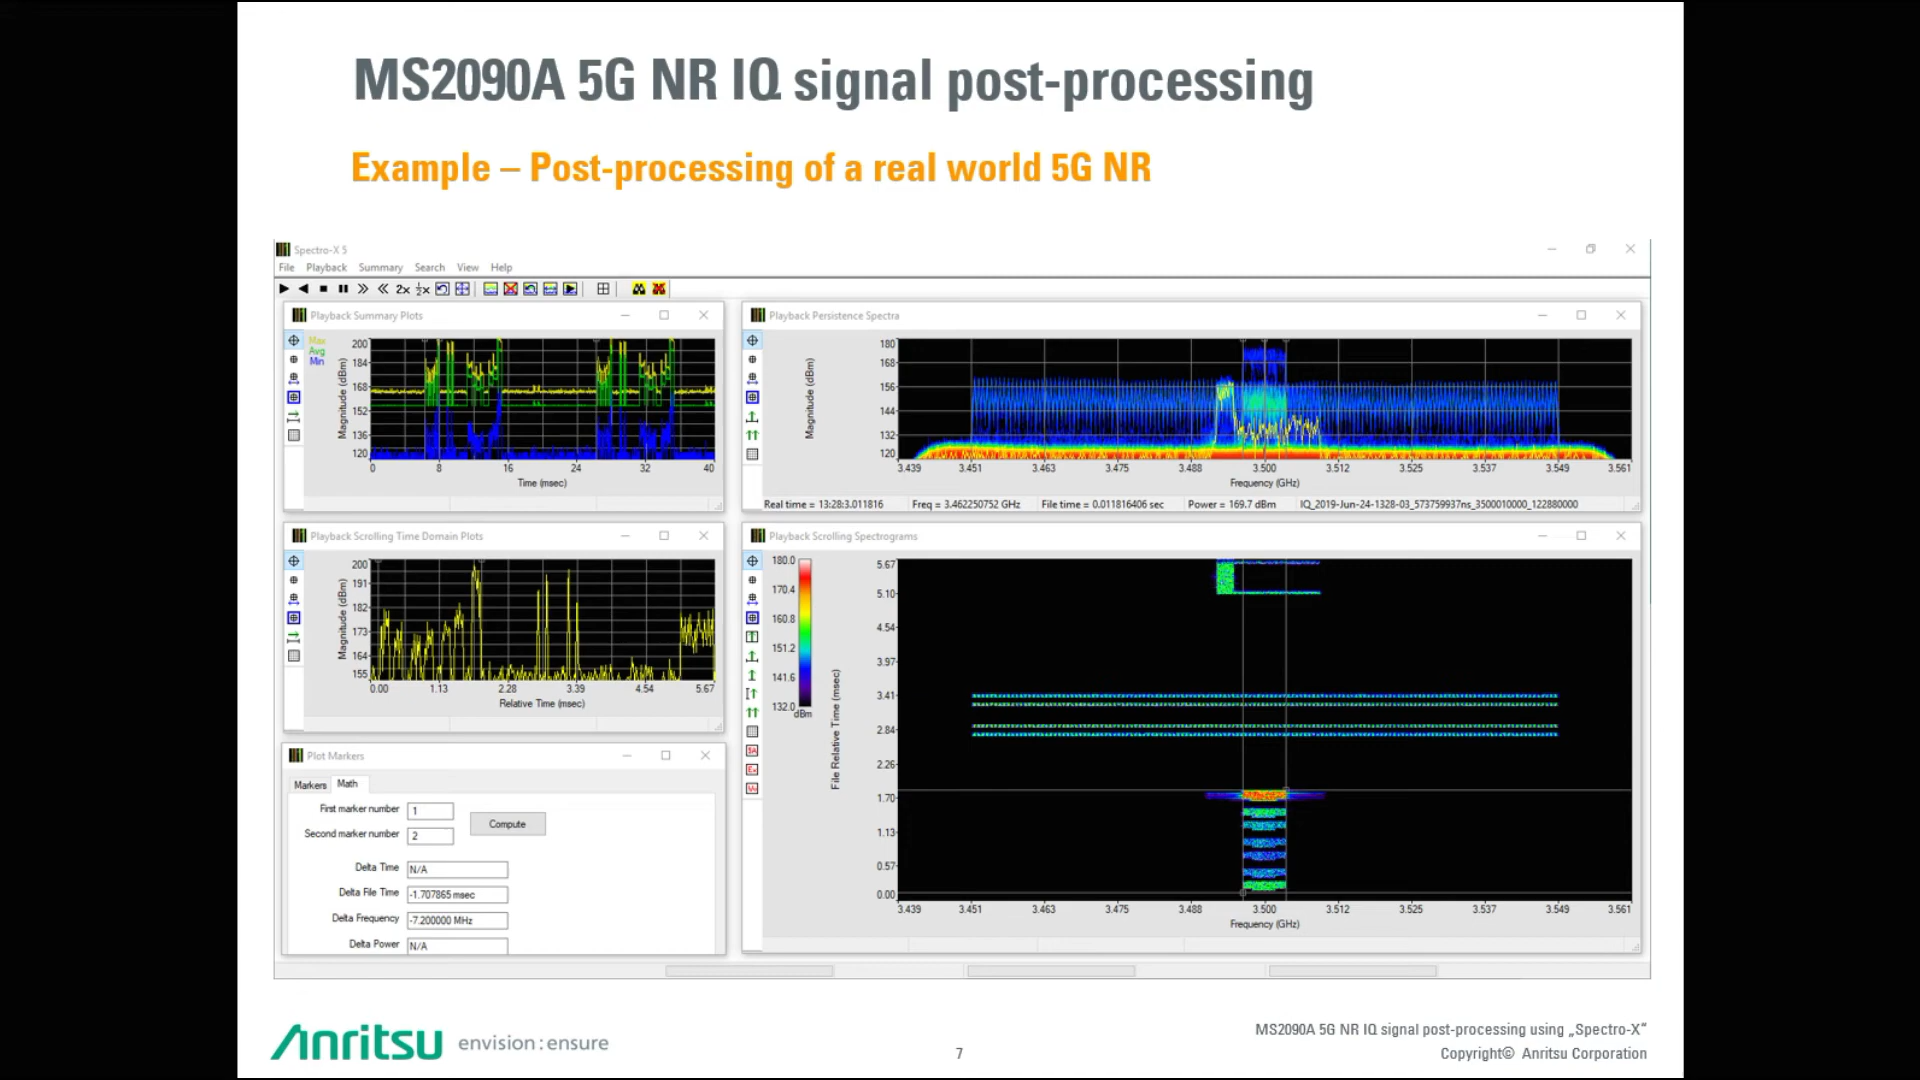 MS2090A 5G NR IQ signal post-processing
Example – Post-processing of a real world 5G NR
Spectro-X 5
File Playback Summary Search View Help
2x ½x
Playback Summary Plots
Max
Avg
Min
Magnitude (dBm)
200
184
168
152
136
120
0 8 16 24 32 40
Time (msec)
Playback Persistence Spectra
Magnitude (dBm)
180
168
156
144
132
120
3.439 3.451 3.463 3.475 3.488 3.500 3.512 3.525 3.537 3.549 3.561
Frequency (GHz)
Real time = 13:28:3.011816 Freq = 3.462250752 GHz File time = 0.011816406 sec Power = 169.7 dBm IQ_2019-Jun-24-1328-03_573759937ns_3500010000_122880000
Playback Scrolling Time Domain Plots
Magnitude (dBm)
200
191
182
173
164
155
0.00 1.13 2.28 3.39 4.54 5.67
Relative Time (msec)
Playback Scrolling Spectrograms
180.0
170.4
160.8
151.2
141.6
132.0
dBm
File Relative Time (msec)
5.67
5.10
4.54
3.97
3.41
2.84
2.26
1.70
1.13
0.57
0.00
3.439 3.451 3.463 3.475 3.488 3.500 3.512 3.525 3.537 3.549 3.561
Frequency (GHz)
Plot Markers
Markers Math
First marker number 1
Compute
Second marker number 2
Delta Time N/A
Delta File Time -1.707865 msec
Delta Frequency -7.200000 MHz
Delta Power N/A
Anritsu envision : ensure
7
MS2090A 5G NR IQ signal post-processing using „Spectro-X“
Copyright© Anritsu Corporation